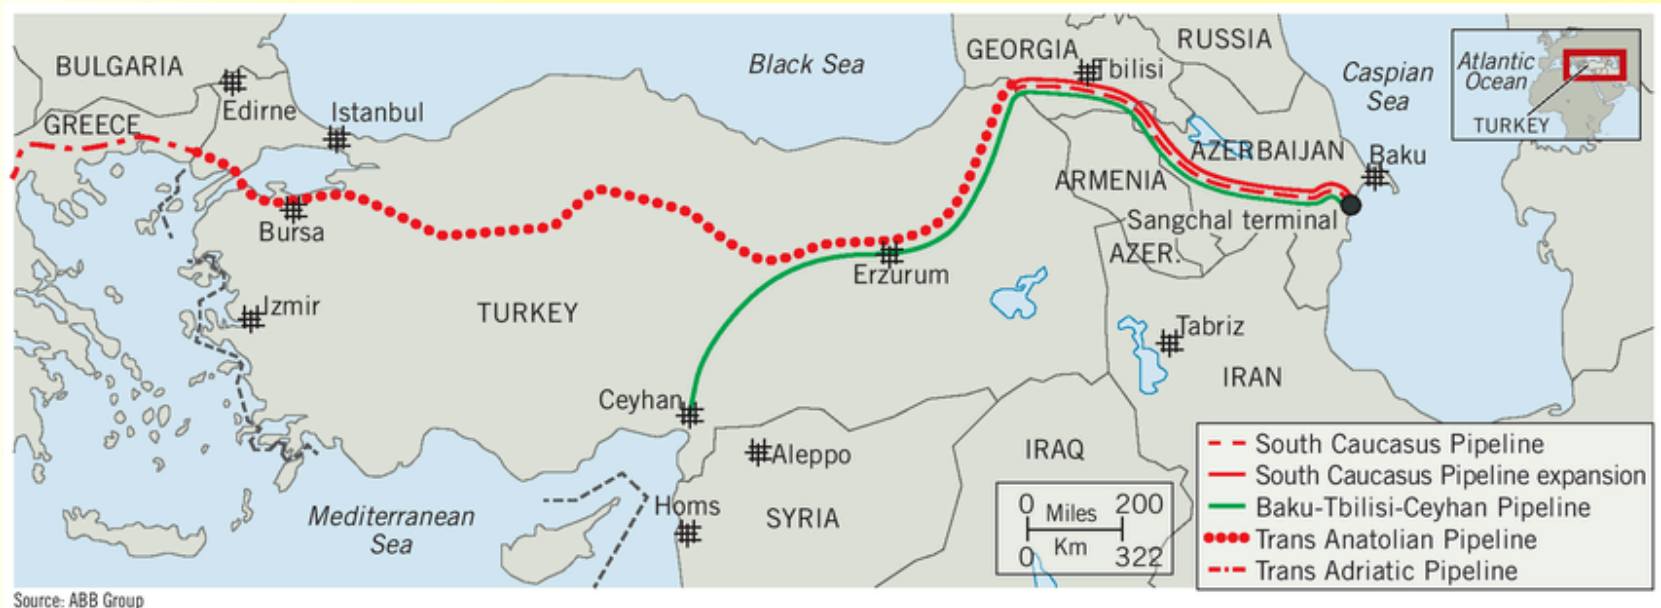 BULGARIA
Edirne
GREECE
Istanbul
Black Sea
GEORGIA
Tbilisi
RUSSIA
Caspian
Sea
Atlantic
Ocean
TURKEY
AZERBAIJAN
Baku
ARMENIA
Sangchal terminal
AZER.
Bursa
Erzurum
Izmir
TURKEY
Tabriz
IRAN
Ceyhan
Aleppo
IRAQ
Homs
SYRIA
Mediterranean
Sea
0 Miles 200
0 Km 322
South Caucasus Pipeline
South Caucasus Pipeline expansion
Baku-Tbilisi-Ceyhan Pipeline
Trans Anatolian Pipeline
Trans Adriatic Pipeline
Source: ABB Group